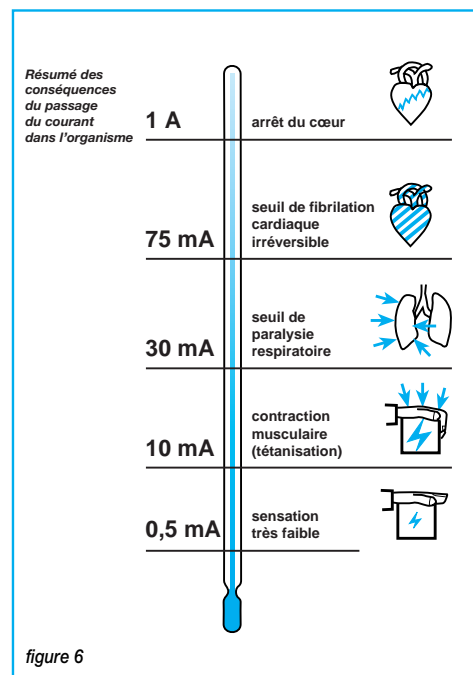 Résumé des
conséquences
du passage
du courant
dans l'organisme
1 A
arrêt du cœur
75 mA
seuil de fibrilation
cardiaque
irréversible
30 mA
seuil de
paralysie
respiratoire
10 mA
contraction
musculaire
(tétanisation)
0,5 mA
sensation
très faible
figure 6